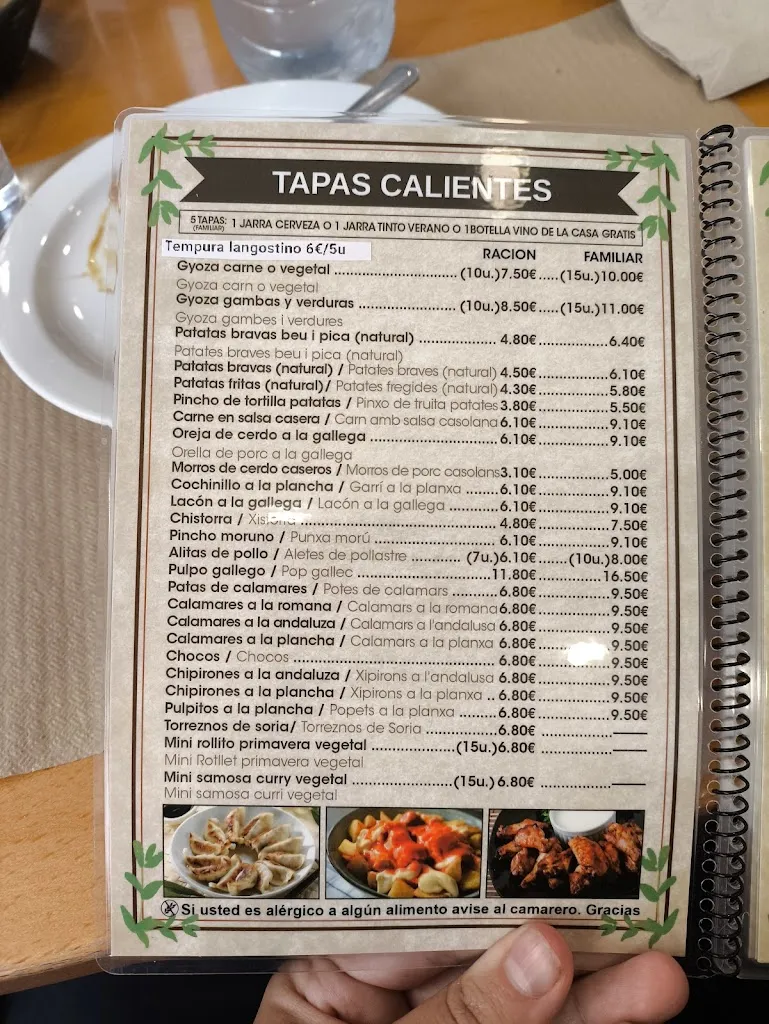 TAPAS CALIENTES
5 TAPAS: (FAMILIAR) 1 JARRA CERVEZA O 1 JARRA TINTO VERANO O 1BOTELLA VINO DE LA CASA GRATIS
Tempura langostino 6€/5u
RACION FAMILIAR
Gyoza carne o vegetal (10u.)7.50€ (15u.)10.00€
Gyoza carn o vegetal
Gyoza gambas y verduras (10u.)8.50€ (15u.)11.00€
Gyoza gambes i verdures
Patatas bravas beu i pica (natural) 4.80€ 6.40€
Patates braves beu i pica (natural)
Patatas bravas (natural) / Patates braves (natural) 4.50€ 6.10€
Patatas fritas (natural)/ Patates fregides (natural) 4.30€ 5.80€
Pincho de tortilla patatas / Pinxo de truita patates 3.80€ 5.50€
Carne en salsa casera / Carn amb salsa casolana 6.10€ 9.10€
Oreja de cerdo a la gallega 6.10€ 9.10€
Orella de porc a la gallega
Morros de cerdo caseros / Morros de porc casolans 3.10€ 5.00€
Cochinillo a la plancha / Garrí a la planxa 6.10€ 9.10€
Lacón a la gallega / Lacón a la gallega 6.10€ 9.10€
Chistorra / 4.80€ 7.50€
Pincho moruno / Punxa morú 6.10€ 9.10€
Alitas de pollo / Aletes de pollastre (7u.)6.10€ (10u.)8.00€
Pulpo gallego / Pop gallec 11.80€ 16.50€
Patas de calamares / Potes de calamars 6.80€ 9.50€
Calamares a la romana / Calamars a la romana 6.80€ 9.50€
Calamares a la andaluza / Calamars a l'andalusa 6.80€ 9.50€
Calamares a la plancha / Calamars a la planxa 6.80€ 9.50€
Chocos / Chocos 6.80€ 9.50€
Chipirones a la andaluza / Xipirons a l'andalusa 6.80€ 9.50€
Chipirones a la plancha / Xipirons a la planxa 6.80€ 9.50€
Pulpitos a la plancha / Popets a la planxa 6.80€ 9.50€
Torreznos de soria/ Torreznos de Soria 6.80€
Mini rollito primavera vegetal (15u.)6.80€
Mini Rotllet primavera vegetal
Mini samosa curry vegetal (15u.) 6.80€
Mini samosa curri vegetal
Si usted es alérgico a algún alimento avise al camarero. Gracias